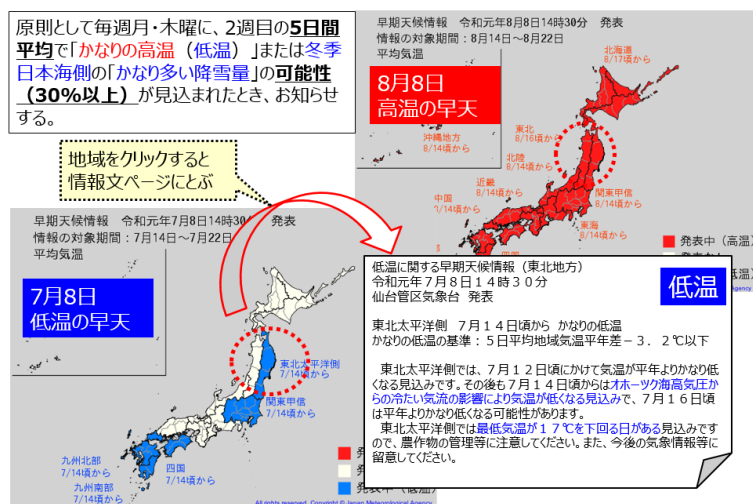 原則として毎週月・木曜に、2週目の5日間
平均で「かなりの高温（低温）」または冬季
日本海側の「かなり多い降雪量」の可能性
（30％以上）が見込まれたとき、お知らせ
する。
地域をクリックすると
情報文ページにとぶ
早期天候情報　令和元年8月8日14時30分　発表
情報の対象期間：8月14日～8月22日
平均気温
8月8日
高温の早天
北海道
8/17頃から
沖縄地方
8/14頃から
東北
8/16頃から
北陸
8/14頃から
近畿
8/14頃から
関東甲信
8/14頃から
中国
/14頃から
東海
8/14頃から
発表中（高温）
早期天候情報　令和元年7月8日14時30　発表
情報の対象期間：7月14日～7月22日
平均気温
7月8日
低温の早天
東北太平洋側
7/14頃から
関東甲信
7/14頃から
九州北部
7/14頃から
四国
7/14頃から
九州南部
7/14頃から
発表中（低温）
All rights reserved. Copyright © Japan Meteorological Agency
低温に関する早期天候情報（東北地方）
令和元年７月８日１４時３０分
仙台管区気象台　発表
低温
東北太平洋側　７月１４日頃から　かなりの低温
かなりの低温の基準：５日平均地域気温平年差－３．２℃以下
東北太平洋側では、７月１２日頃にかけて気温が平年よりかなり低
くなる見込みです。その後も７月１４日頃からはオホーツク海高気圧か
らの冷たい気流の影響により気温が低くなる見込みで、７月１６日頃
は平年よりかなり低くなる可能性があります。
東北太平洋側では最低気温が１７℃を下回る日がある見込みです
ので、農作物の管理等に注意してください。また、今後の気象情報等に
留意してください。